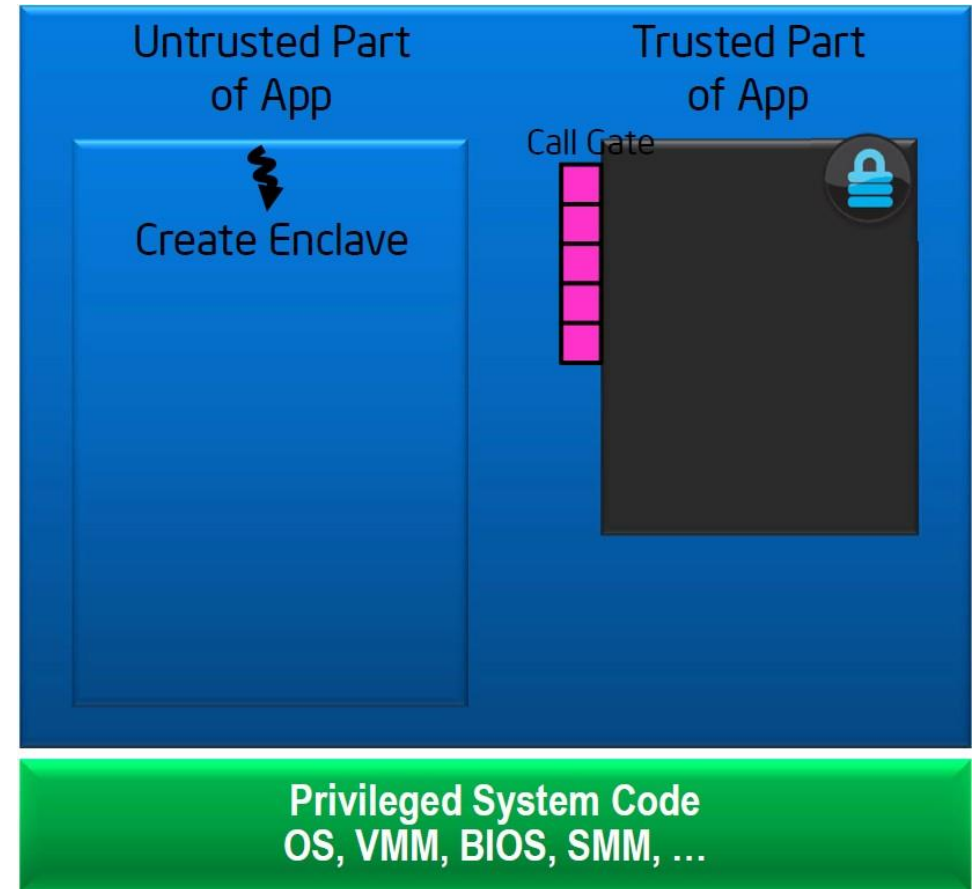 Untrusted Part
of App
Trusted Part
of App
Call Gate
Create Enclave
Privileged System Code
OS, VMM, BIOS, SMM, …